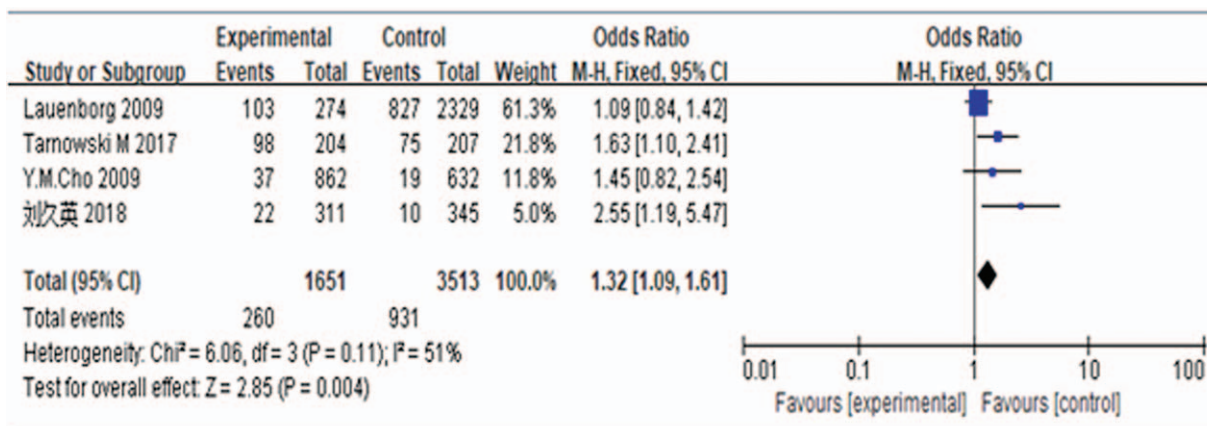 Experimental Control Odds Ratio Odds Ratio
Study or Subgroup Events Total Events Total Weight M-H, Fixed, 95% CI M-H, Fixed, 95% CI
Lauenborg 2009 103 274 827 2329 61.3% 1.09 [0.84, 1.42]
Tarnowski M 2017 98 204 75 207 21.8% 1.63 [1.10, 2.41]
Y.M.Cho 2009 37 862 19 632 11.8% 1.45 [0.82, 2.54]
刘久英 2018 22 311 10 345 5.0% 2.55 [1.19, 5.47]
Total (95% CI) 1651 3513 100.0% 1.32 [1.09, 1.61]
Total events 260 931
Heterogeneity: Chi² = 6.06, df = 3 (P = 0.11); I² = 51%
Test for overall effect: Z = 2.85 (P = 0.004)
0.01 0.1 1 10 100
Favours [experimental] Favours [control]